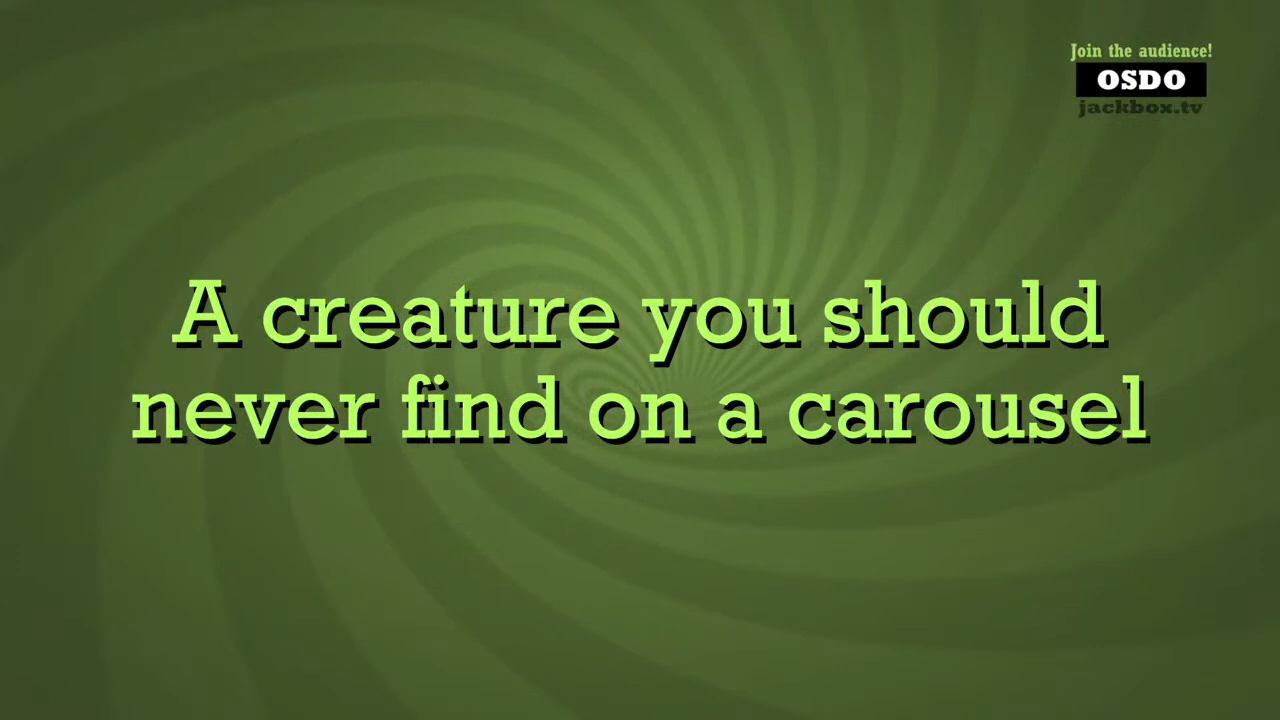 Join the audience!
OSDO
jackbox.tv
A creature you should
never find on a carousel